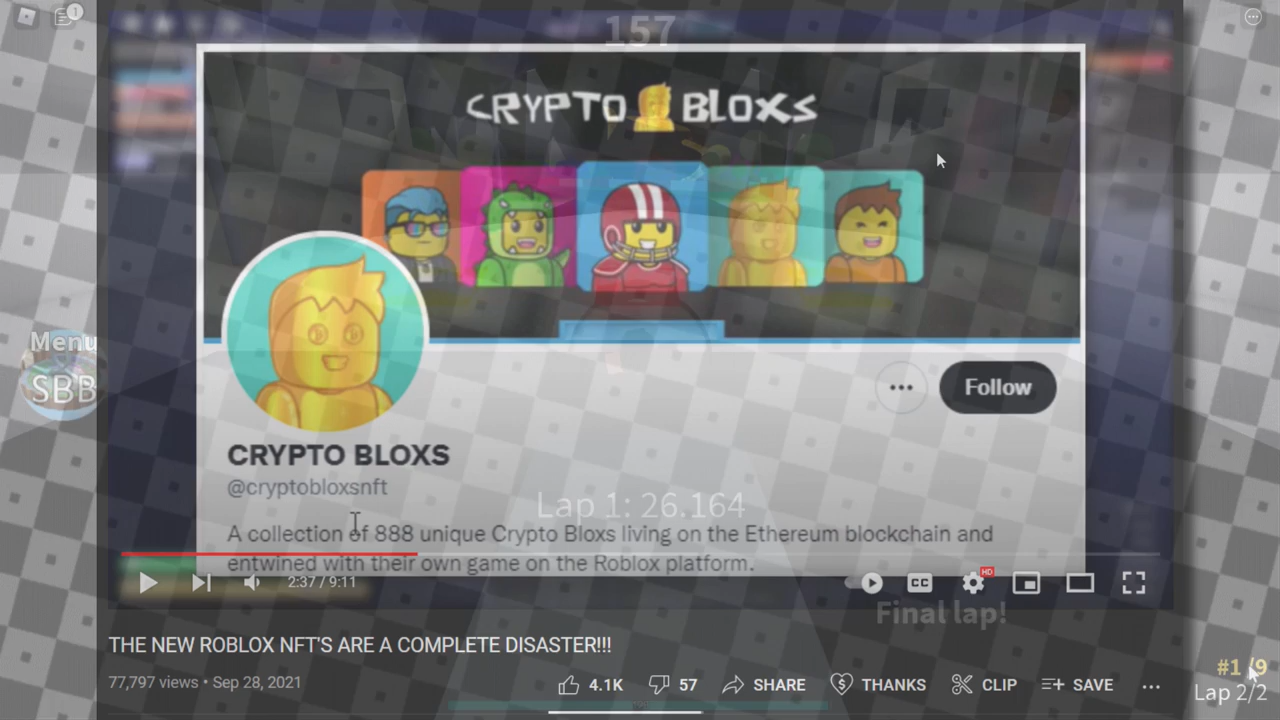 1
157
CRYPTO BLOXS
Menu
SBB
Follow
CRYPTO BLOXS
@cryptobloxsnft
Lap 1: 26.164
A collection of 888 unique Crypto Bloxs living on the Ethereum blockchain and
entwined with their own game on the Roblox platform.
2:37 / 9:11
CC
HD
Final lap!
THE NEW ROBLOX NFT'S ARE A COMPLETE DISASTER!!!
77,797 views • Sep 28, 2021
4.1K
57
SHARE
THANKS
CLIP
SAVE
#1 /9
Lap 2/2